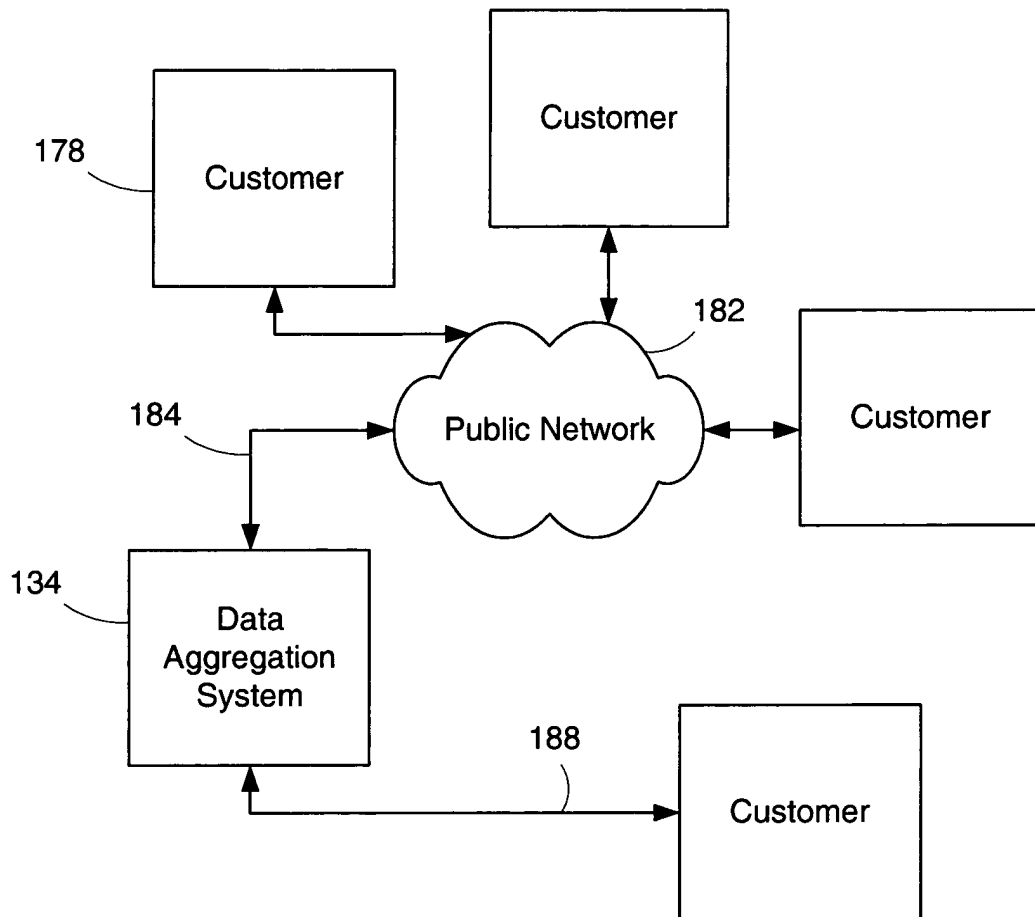 Customer
178
Customer
182
Customer
Public Network
184
134
Data
Aggregation
System
188
Customer